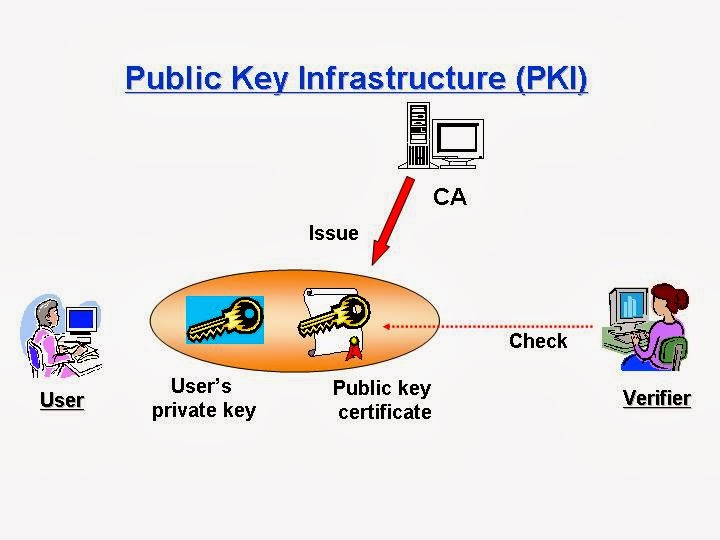 Public Key Infrastructure (PKI)
CA
Issue
Check
User
User's
private key
Public key
certificate
Verifier